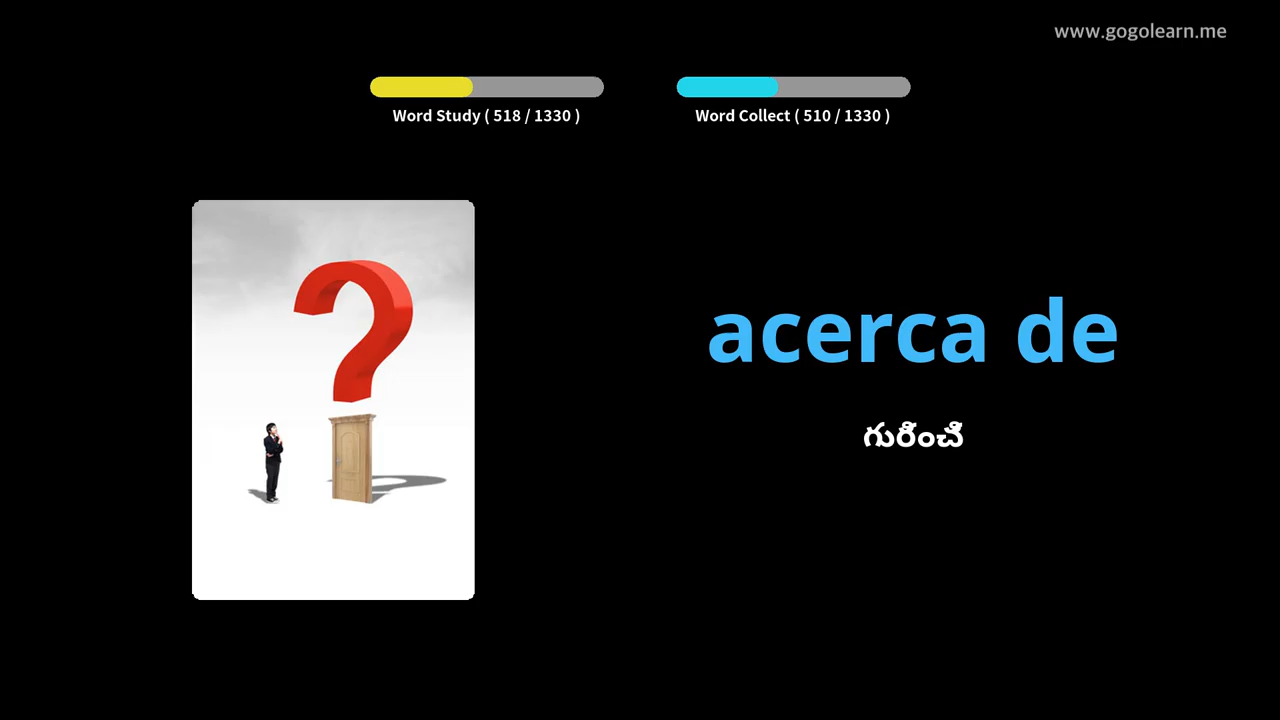 www.gogolearn.me
Word Study ( 518 / 1330 )
Word Collect ( 510 / 1330 )
acerca de
గురించి